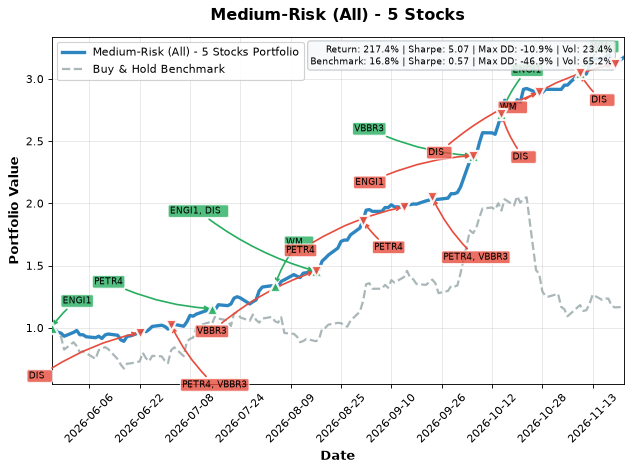 Medium-Risk (All) - 5 Stocks
Medium-Risk (All) - 5 Stocks Portfolio
Buy & Hold Benchmark
Return: 217.4% | Sharpe: 5.07 | Max DD: -10.9% | Vol: 23.4%
Benchmark: 16.8% | Sharpe: 0.57 | Max DD: -46.9% | Vol: 65.2%
ENGI1
DIS
WM
VBBR3
DIS
DIS
ENGI1
ENGI1, DIS
WM
PETR4
PETR4
PETR4, VBBR3
PETR4
ENGI1
VBBR3
DIS
PETR4, VBBR3
3.0
2.5
2.0
1.5
1.0
Portfolio Value
2026-06-06
2026-06-22
2026-07-08
2026-07-24
2026-08-09
2026-08-25
2026-09-10
2026-09-26
2026-10-12
2026-10-28
2026-11-13
Date